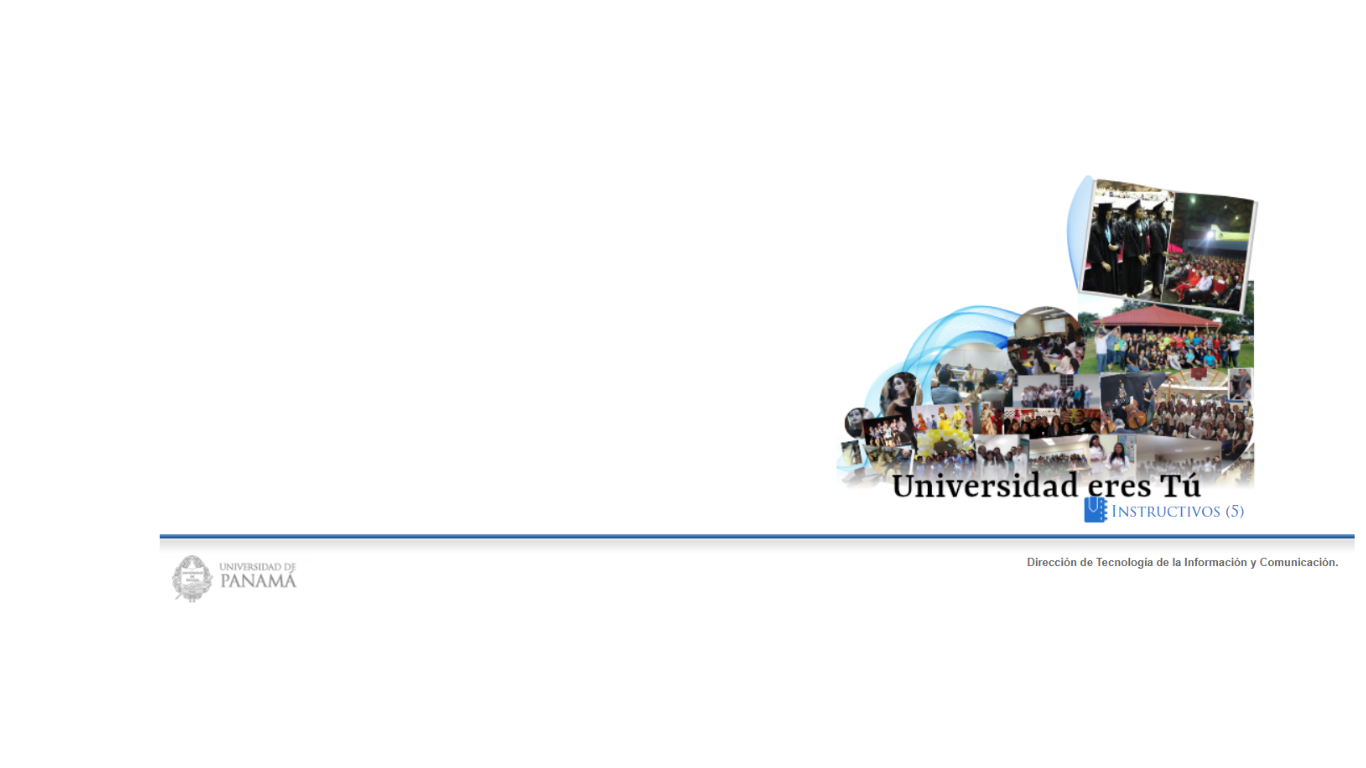 Universidad eres Tú
Instructivos (5)
UNIVERSIDAD DE
PANAMÁ
Dirección de Tecnología de la Información y Comunicación.